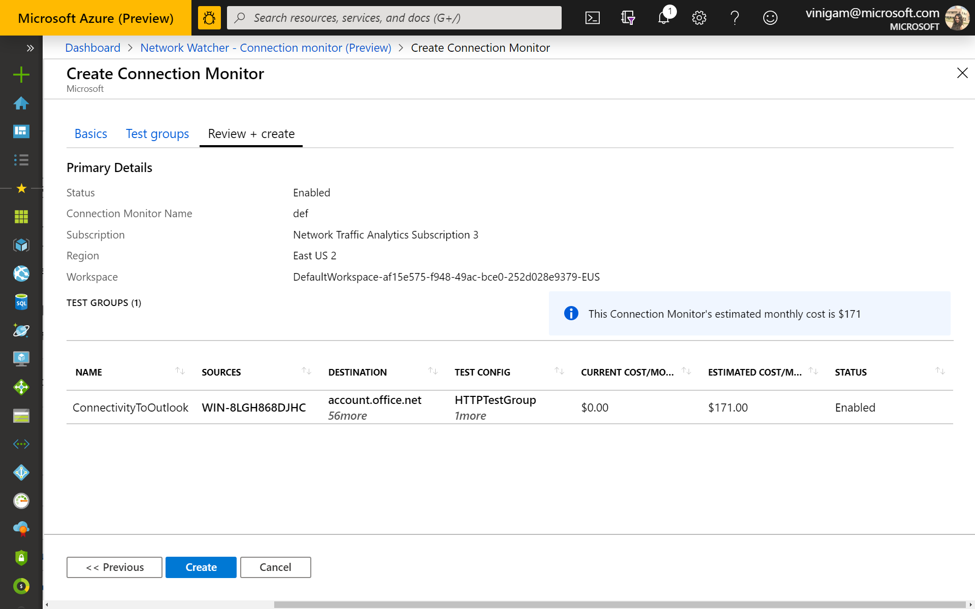 Microsoft Azure (Preview)
Search resources, services, and docs (G+/)
1
vinigam@microsoft.com
MICROSOFT
Dashboard > Network Watcher - Connection monitor (Preview) > Create Connection Monitor
Create Connection Monitor
Microsoft
Basics Test groups Review + create
Primary Details
Status Enabled
Connection Monitor Name def
Subscription Network Traffic Analytics Subscription 3
Region East US 2
Workspace DefaultWorkspace-af15e575-f948-49ac-bce0-252d028e9379-EUS
TEST GROUPS (1)
This Connection Monitor's estimated monthly cost is $171
NAME SOURCES DESTINATION TEST CONFIG CURRENT COST/MO... ESTIMATED COST/M... STATUS
ConnectivityToOutlook WIN-8LGH868DJHC account.office.net HTTPTestGroup $0.00 $171.00 Enabled
56more 1more
<< Previous Create Cancel